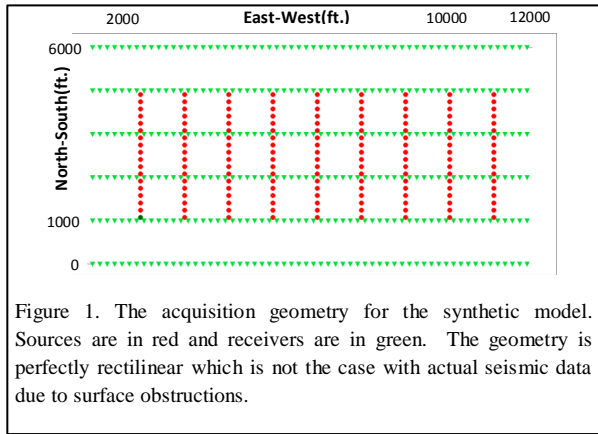 2000 East-West(ft.) 10000 12000
6000
North-South(ft.)
1000
0
Figure 1. The acquisition geometry for the synthetic model.
Sources are in red and receivers are in green. The geometry is
perfectly rectilinear which is not the case with actual seismic data
due to surface obstructions.